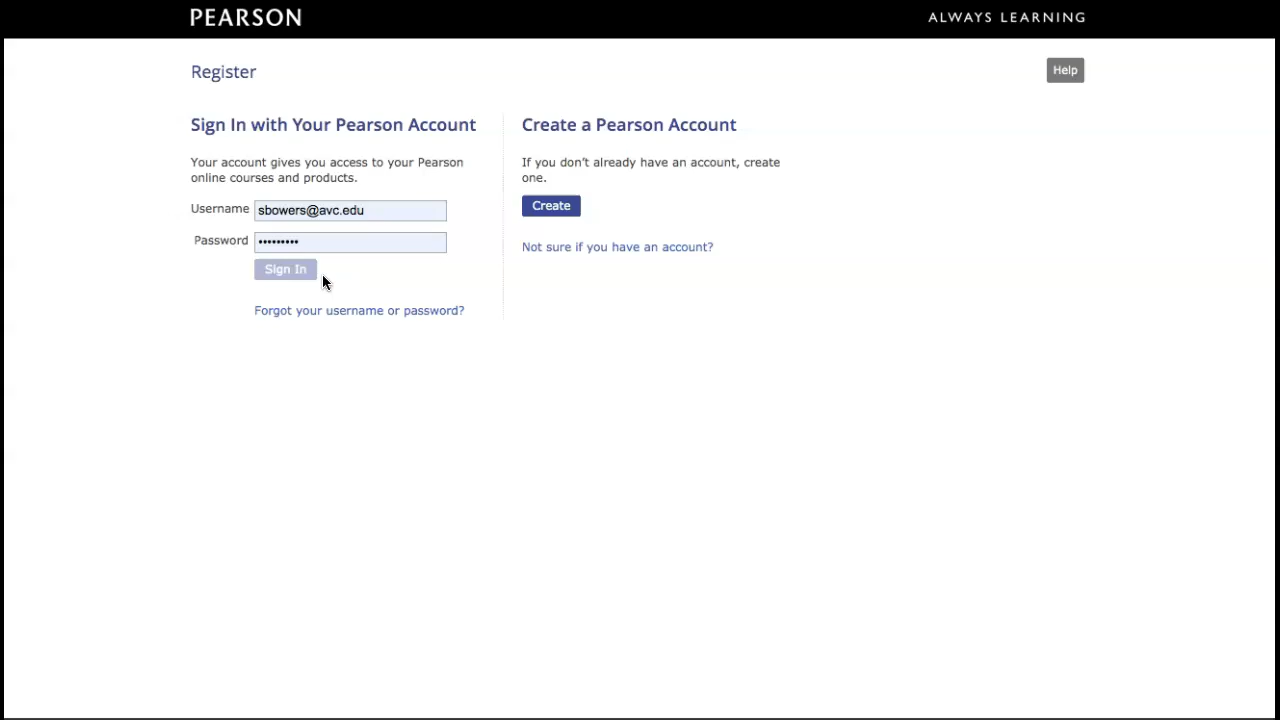 PEARSON
ALWAYS LEARNING
Register
Help
Sign In with Your Pearson Account
Your account gives you access to your Pearson
online courses and products.
Username sbowers@avc.edu
Password •••••••••
Sign In
Forgot your username or password?
Create a Pearson Account
If you don't already have an account, create
one.
Create
Not sure if you have an account?